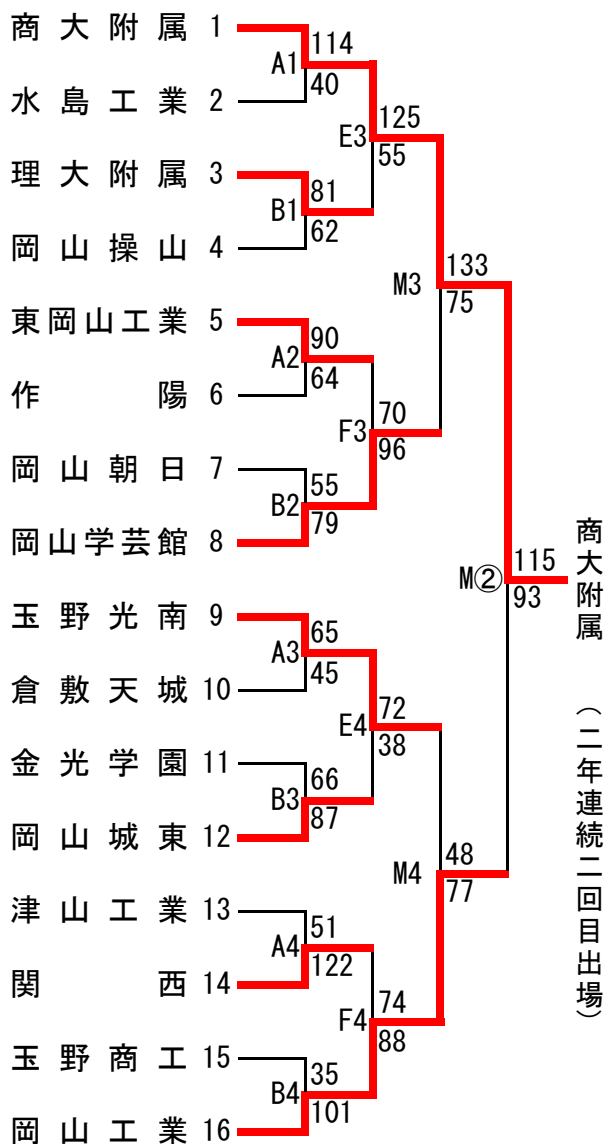 商大附属 1
114
A1
40
水島工業 2
125
E3
55
理大附属 3
81
B1
62
岡山操山 4
133
M3
75
東岡山工業 5
90
A2
64
作陽 6
70
F3
96
岡山朝日 7
55
B2
79
岡山学芸館 8
115
M②
93
商大附属 (二年連続二回目出場)
玉野光南 9
65
A3
45
倉敷天城 10
72
E4
38
金光学園 11
66
B3
87
岡山城東 12
48
M4
77
津山工業 13
51
A4
122
関西 14
74
F4
88
玉野商工 15
35
B4
101
岡山工業 16